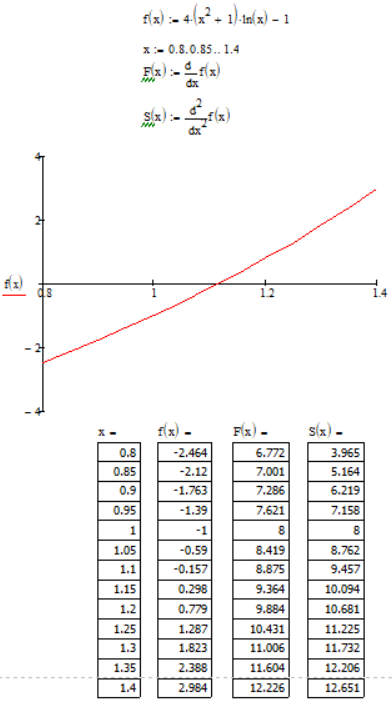 f(x) := 4·(x² + 1)·ln(x) − 1
x := 0.8, 0.85.. 1.4
F(x) := d/dx f(x)
S(x) := d²/dx² f(x)
4
2
f(x)
0.8 1 1.2 1.4
− 2
− 4
x = f(x) = F(x) = S(x) =
0.8 -2.464 6.772 3.965
0.85 -2.12 7.001 5.164
0.9 -1.763 7.286 6.219
0.95 -1.39 7.621 7.158
1 -1 8 8
1.05 -0.59 8.419 8.762
1.1 -0.157 8.875 9.457
1.15 0.298 9.364 10.094
1.2 0.779 9.884 10.681
1.25 1.287 10.431 11.225
1.3 1.823 11.006 11.732
1.35 2.388 11.604 12.206
1.4 2.984 12.226 12.651